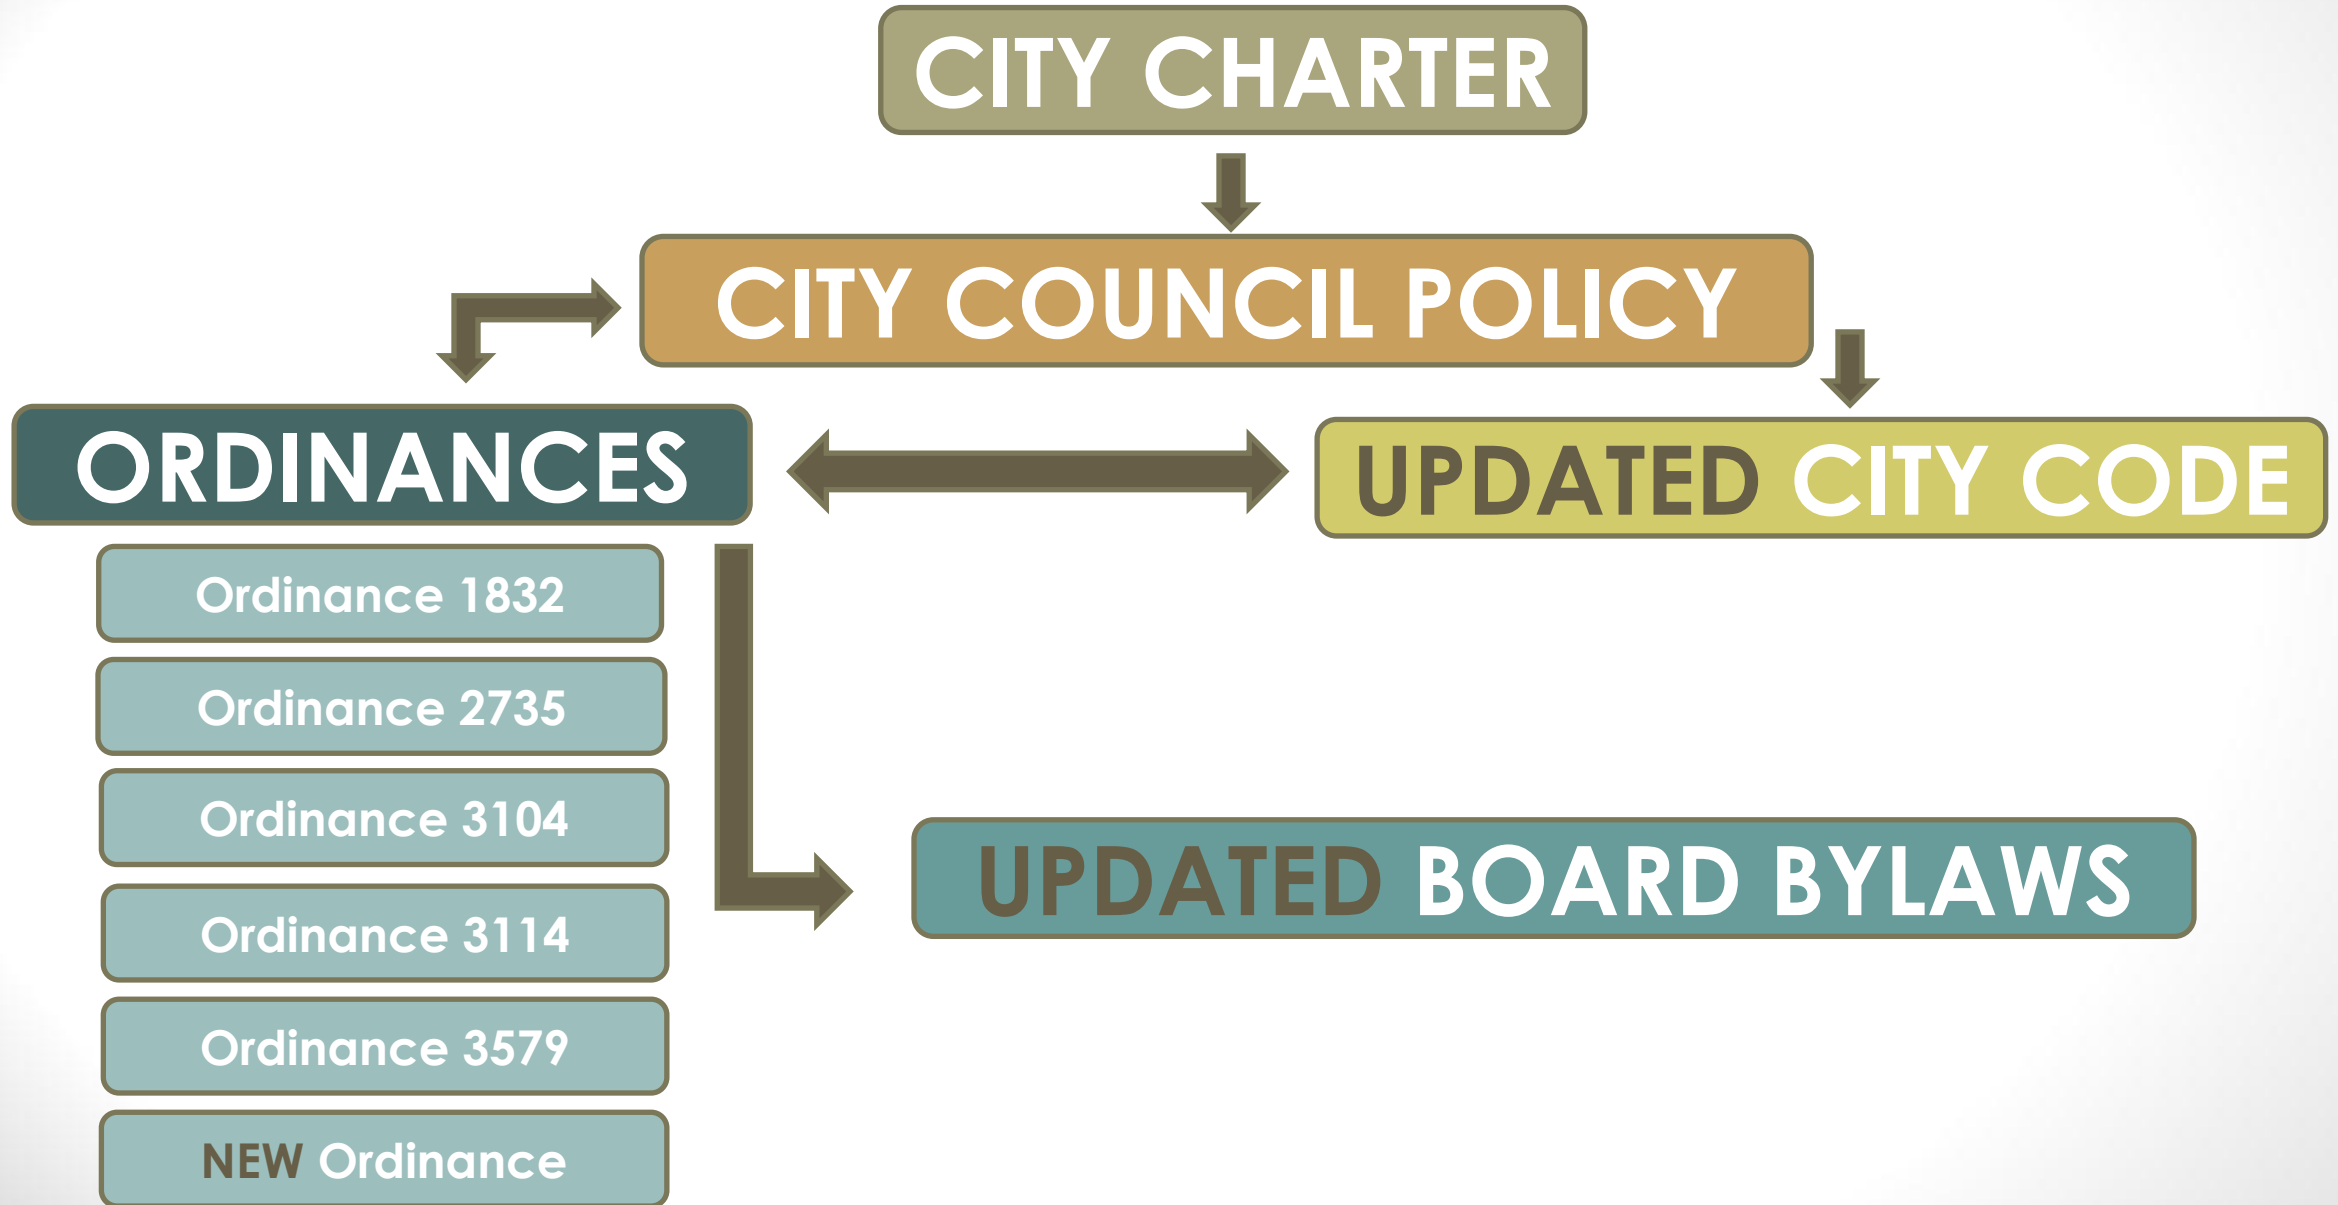 CITY CHARTER
CITY COUNCIL POLICY
ORDINANCES
UPDATED CITY CODE
Ordinance 1832
Ordinance 2735
Ordinance 3104
Ordinance 3114
Ordinance 3579
NEW Ordinance
UPDATED BOARD BYLAWS